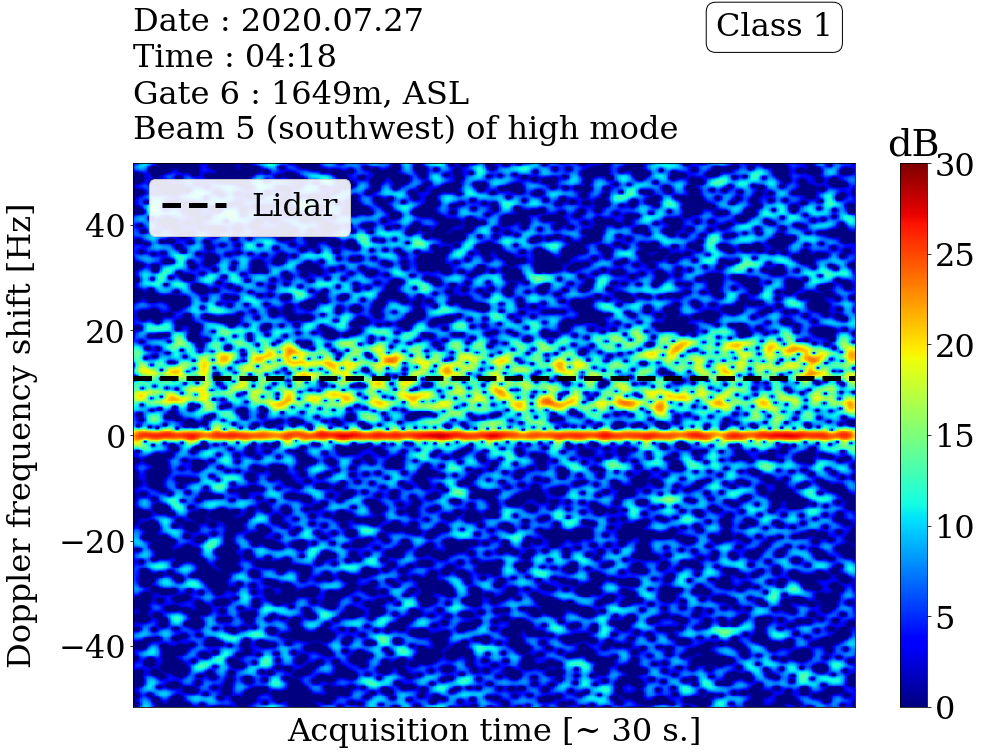 Date : 2020.07.27
Time : 04:18
Gate 6 : 1649m, ASL
Beam 5 (southwest) of high mode
Class 1
dB
Lidar
Doppler frequency shift [Hz]
40
20
0
−20
−40
30
25
20
15
10
5
0
Acquisition time [~ 30 s.]